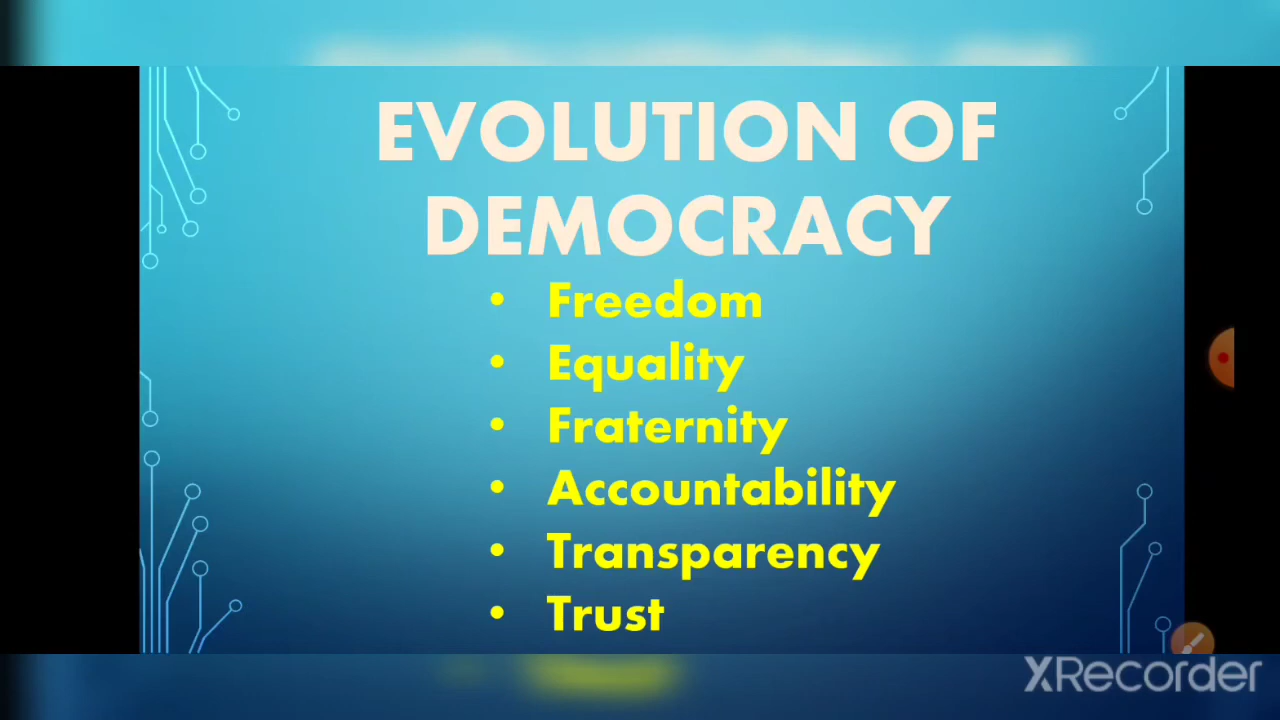 EVOLUTION OF
DEMOCRACY
• Freedom
• Equality
• Fraternity
• Accountability
• Transparency
• Trust
XRecorder